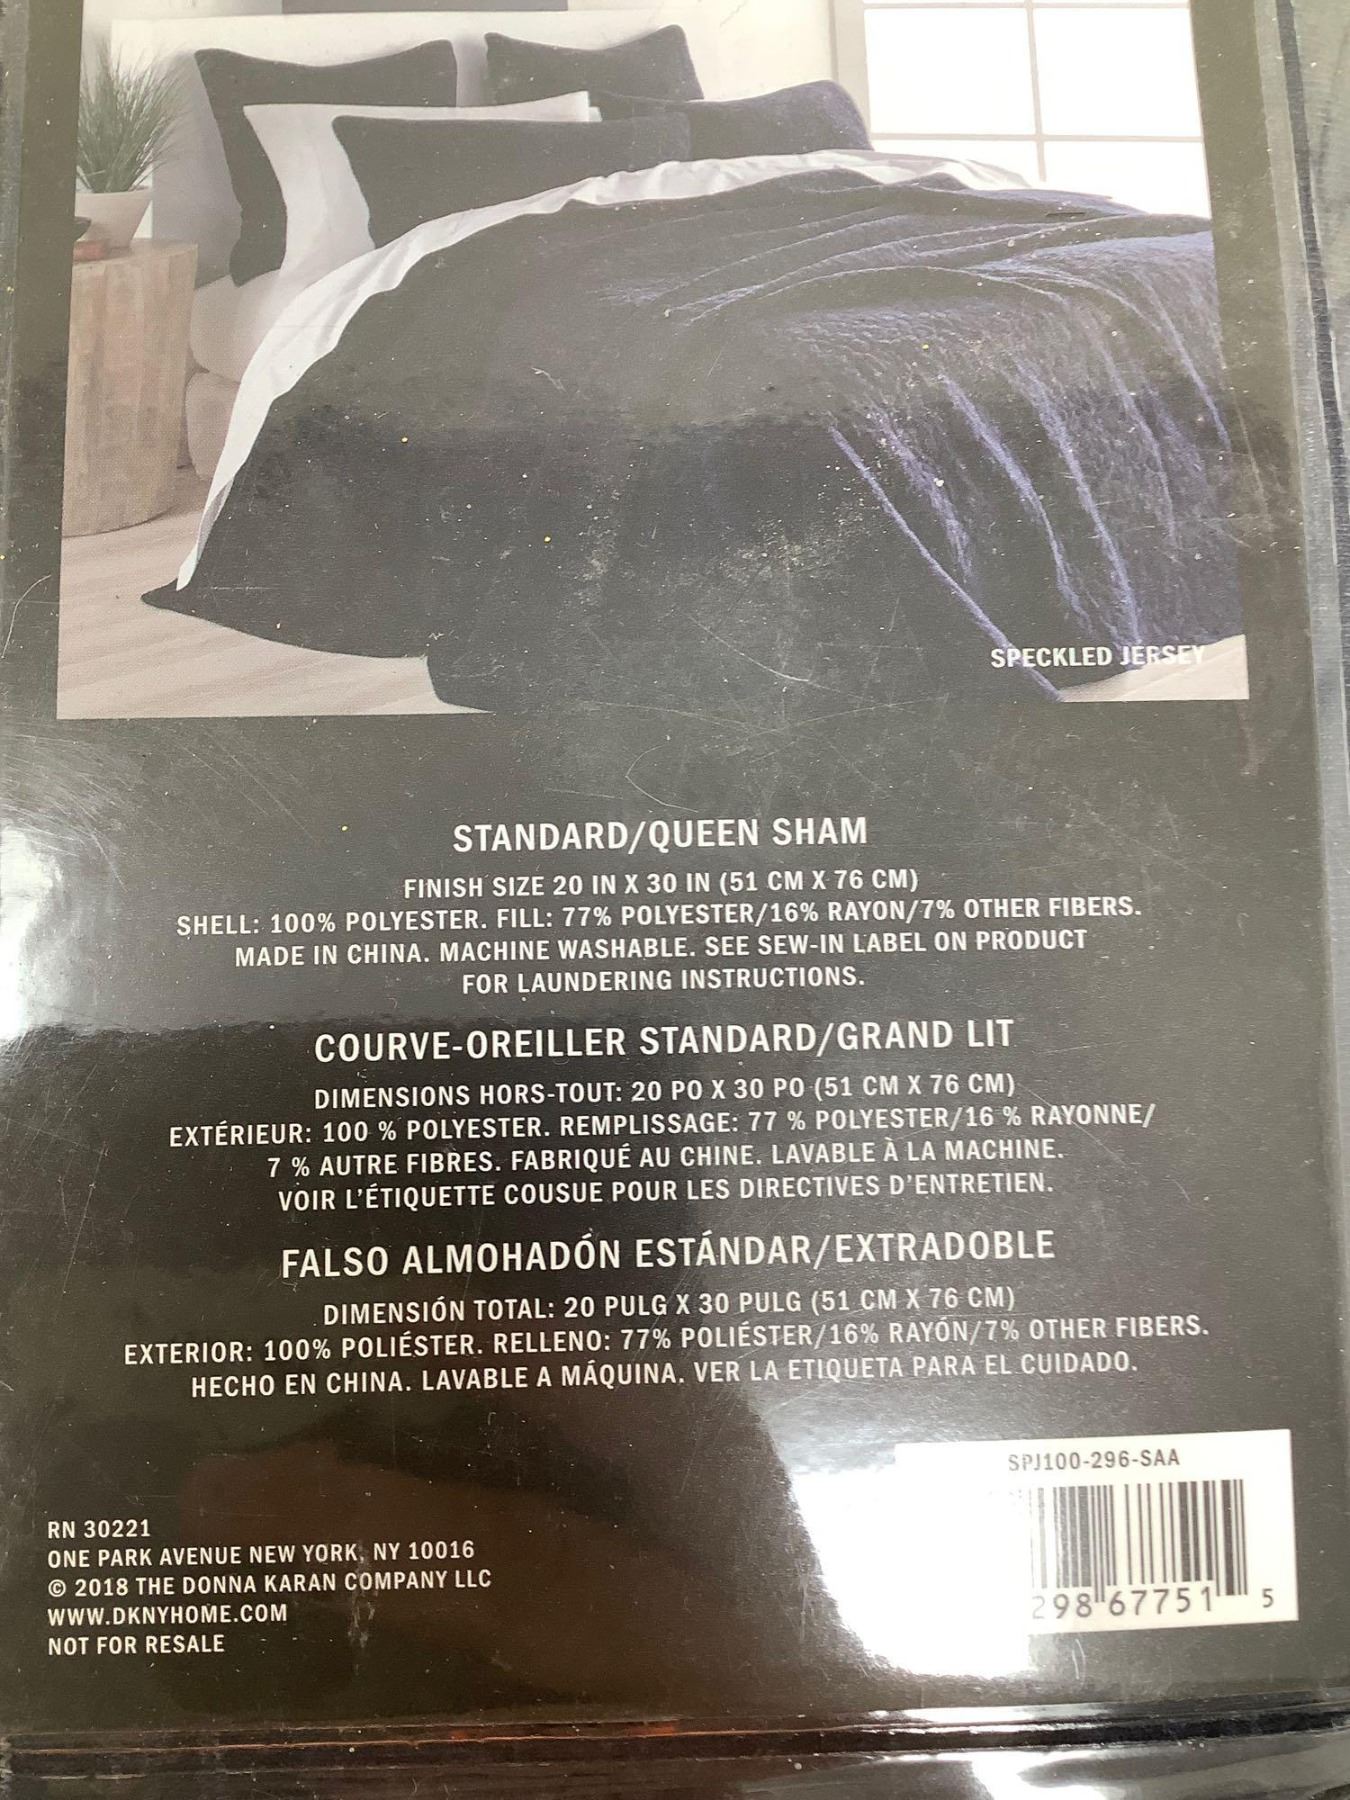 SPECKLED JERSEY
STANDARD/QUEEN SHAM
FINISH SIZE 20 IN X 30 IN (51 CM X 76 CM)
SHELL: 100% POLYESTER. FILL: 77% POLYESTER/16% RAYON/7% OTHER FIBERS.
MADE IN CHINA. MACHINE WASHABLE. SEE SEW-IN LABEL ON PRODUCT
FOR LAUNDERING INSTRUCTIONS.
COURVE-OREILLER STANDARD/GRAND LIT
DIMENSIONS HORS-TOUT: 20 PO X 30 PO (51 CM X 76 CM)
EXTÉRIEUR: 100 % POLYESTER. REMPLISSAGE: 77 % POLYESTER/16 % RAYONNE/
7 % AUTRE FIBRES. FABRIQUÉ AU CHINE. LAVABLE À LA MACHINE.
VOIR L'ÉTIQUETTE COUSUE POUR LES DIRECTIVES D'ENTRETIEN.
FALSO ALMOHADÓN ESTÁNDAR/EXTRADOBLE
DIMENSIÓN TOTAL: 20 PULG X 30 PULG (51 CM X 76 CM)
EXTERIOR: 100% POLIÉSTER. RELLENO: 77% POLIÉSTER/16% RAYÓN/7% OTHER FIBERS.
HECHO EN CHINA. LAVABLE A MÁQUINA. VER LA ETIQUETA PARA EL CUIDADO.
SPJ100-296-SAA
298 67751 5
RN 30221
ONE PARK AVENUE NEW YORK, NY 10016
© 2018 THE DONNA KARAN COMPANY LLC
WWW.DKNYHOME.COM
NOT FOR RESALE